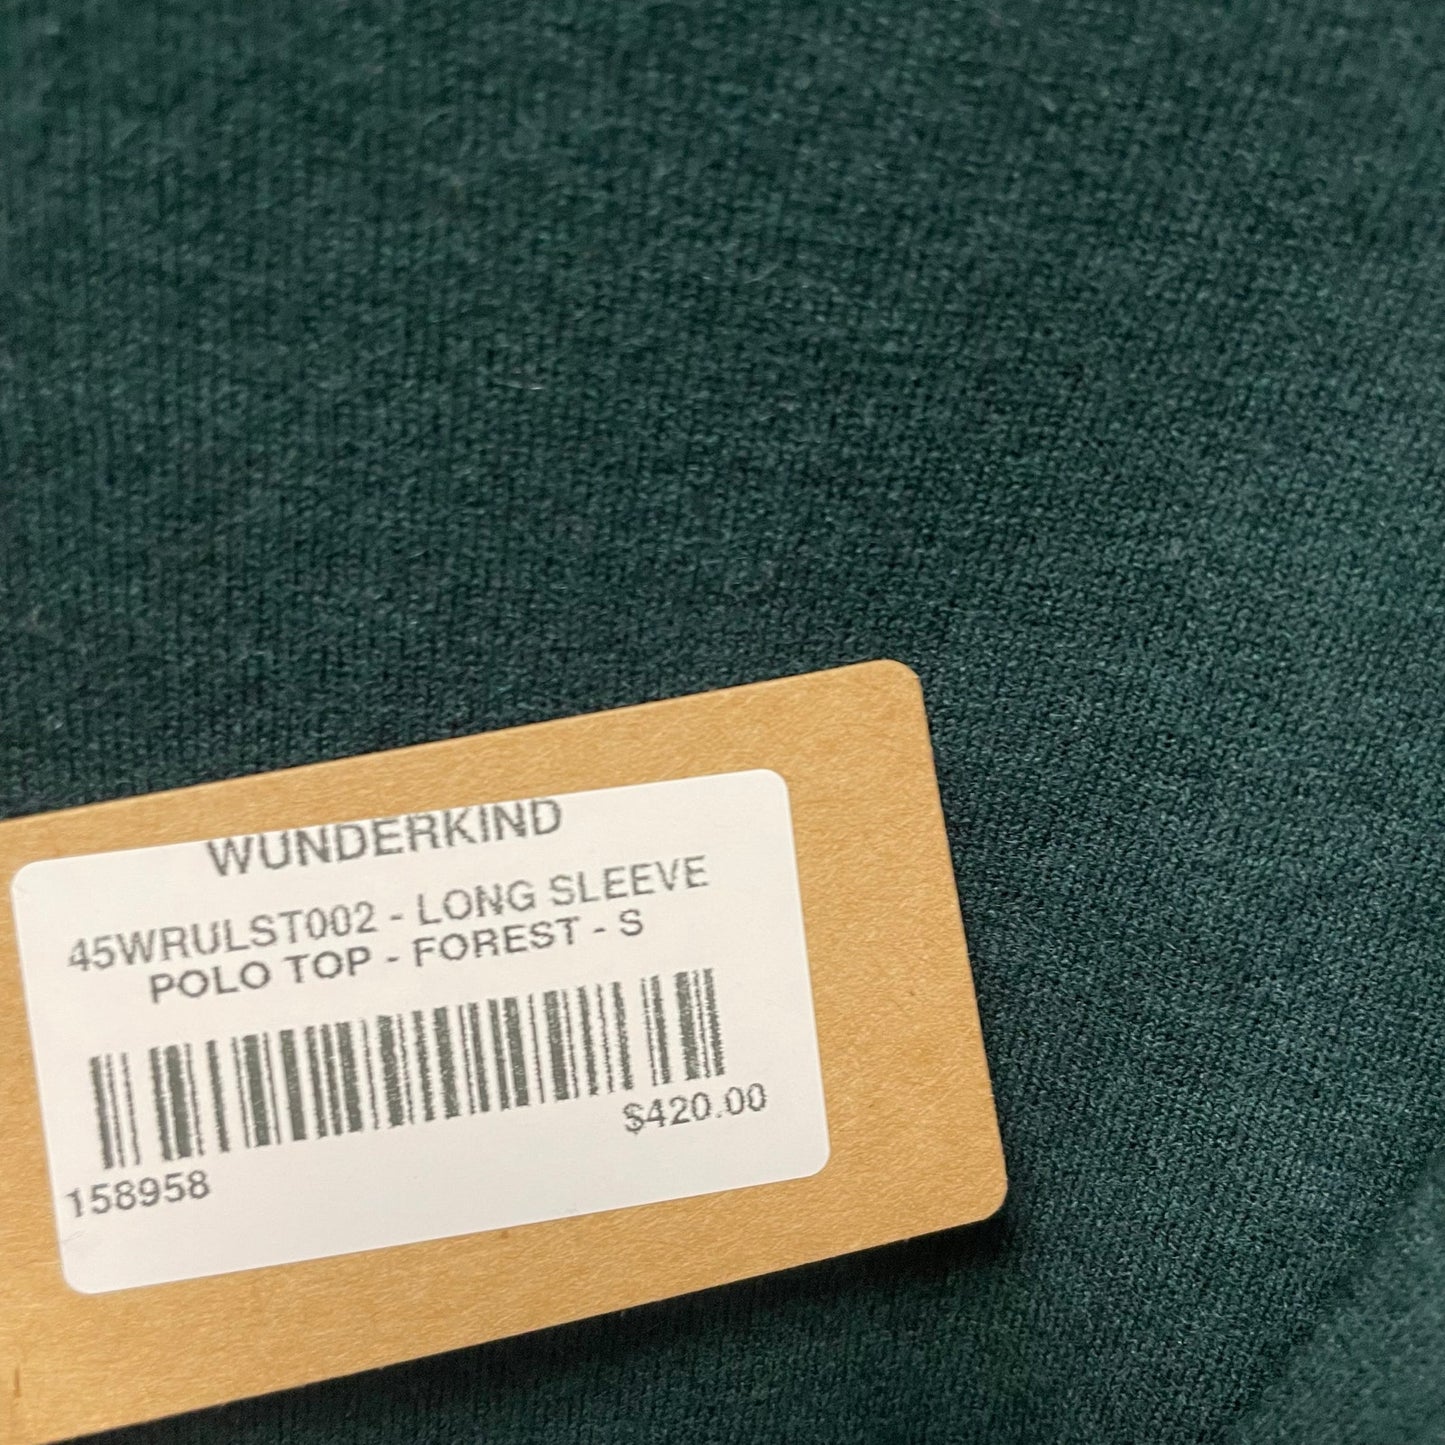 WUNDERKIND
45WRULST002 - LONG SLEEVE
POLO TOP - FOREST - S
$420.00
158958